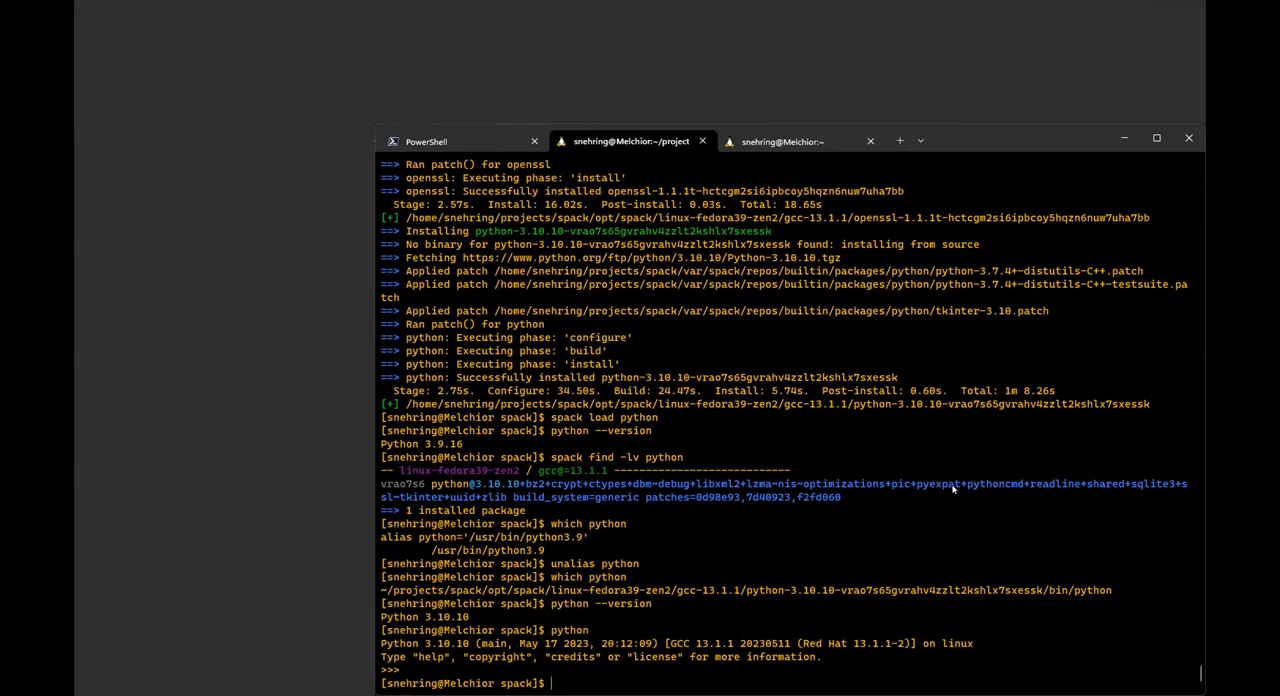 PowerShell
snehring@Melchior:~/project
snehring@Melchior:~
==> Ran patch() for openssl
==> openssl: Executing phase: 'install'
==> openssl: Successfully installed openssl-1.1.1t-hctcgm2si6ipbcoy5hqzn6nuw7uha7bb
  Stage: 2.57s.  Install: 16.02s.  Post-install: 0.03s.  Total: 18.65s
[+] /home/snehring/projects/spack/opt/spack/linux-fedora39-zen2/gcc-13.1.1/openssl-1.1.1t-hctcgm2si6ipbcoy5hqzn6nuw7uha7bb
==> Installing python-3.10.10-vrao7s65gvrahv4zzlt2kshlx7sxessk
==> No binary for python-3.10.10-vrao7s65gvrahv4zzlt2kshlx7sxessk found: installing from source
==> Fetching https://www.python.org/ftp/python/3.10.10/Python-3.10.10.tgz
==> Applied patch /home/snehring/projects/spack/var/spack/repos/builtin/packages/python/python-3.7.4+-distutils-C++.patch
==> Applied patch /home/snehring/projects/spack/var/spack/repos/builtin/packages/python/python-3.7.4+-distutils-C++-testsuite.pa
tch
==> Applied patch /home/snehring/projects/spack/var/spack/repos/builtin/packages/python/tkinter-3.10.patch
==> Ran patch() for python
==> python: Executing phase: 'configure'
==> python: Executing phase: 'build'
==> python: Executing phase: 'install'
==> python: Successfully installed python-3.10.10-vrao7s65gvrahv4zzlt2kshlx7sxessk
  Stage: 2.75s.  Configure: 34.50s.  Build: 24.47s.  Install: 5.74s.  Post-install: 0.60s.  Total: 1m 8.26s
[+] /home/snehring/projects/spack/opt/spack/linux-fedora39-zen2/gcc-13.1.1/python-3.10.10-vrao7s65gvrahv4zzlt2kshlx7sxessk
[snehring@Melchior spack]$ spack load python
[snehring@Melchior spack]$ python --version
Python 3.9.16
[snehring@Melchior spack]$ spack find -lv python
-- linux-fedora39-zen2 / gcc@=13.1.1 ----------------------------
vrao7s6 python@3.10.10+bz2+crypt+ctypes+dbm~debug+libxml2+lzma~nis~optimizations+pic+pyexpat+pythoncmd+readline+shared+sqlite3+s
sl~tkinter+uuid+zlib build_system=generic patches=0d98e93,7d40923,f2fd060
==> 1 installed package
[snehring@Melchior spack]$ which python
alias python='/usr/bin/python3.9'
        /usr/bin/python3.9
[snehring@Melchior spack]$ unalias python
[snehring@Melchior spack]$ which python
~/projects/spack/opt/spack/linux-fedora39-zen2/gcc-13.1.1/python-3.10.10-vrao7s65gvrahv4zzlt2kshlx7sxessk/bin/python
[snehring@Melchior spack]$ python --version
Python 3.10.10
[snehring@Melchior spack]$ python
Python 3.10.10 (main, May 17 2023, 20:12:09) [GCC 13.1.1 20230511 (Red Hat 13.1.1-2)] on linux
Type "help", "copyright", "credits" or "license" for more information.
>>>
[snehring@Melchior spack]$